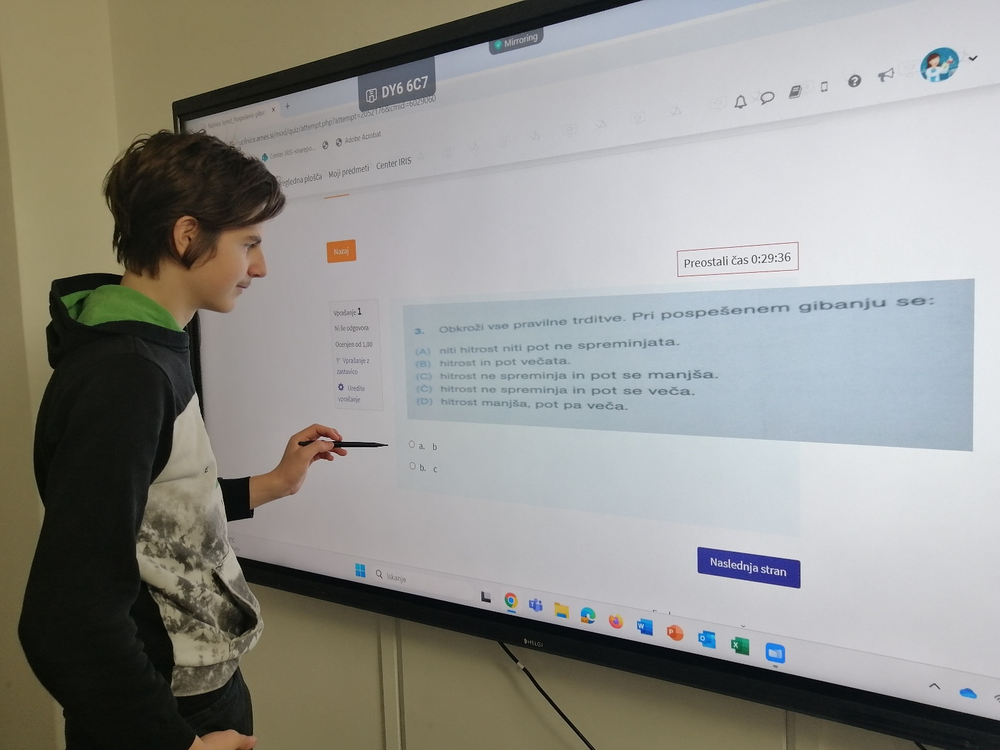 Mirroring
DY6 6C7
ucilnice.arnes.si/mod/quiz/attempt.php?attempt=20521768&cmid=6029060
Center IRIS-sharepo...
Adobe Acrobat
regledna plošča Moji predmeti Center IRIS
Nazaj
Preostali čas 0:29:36
Vprašanje 1
Ni še odgovora
Ocenjen od 1,00
Vprašanje z
zastavico
Uredite
vprašanje
3. Obkroži vse pravilne trditve. Pri pospešenem gibanju se:
(A) niti hitrost niti pot ne spreminjata.
(B) hitrost in pot večata.
(C) hitrost ne spreminja in pot se manjša.
(Č) hitrost ne spreminja in pot se veča.
(D) hitrost manjša, pot pa veča.
a. b
b. c
Naslednja stran
Iskanje
HELGI